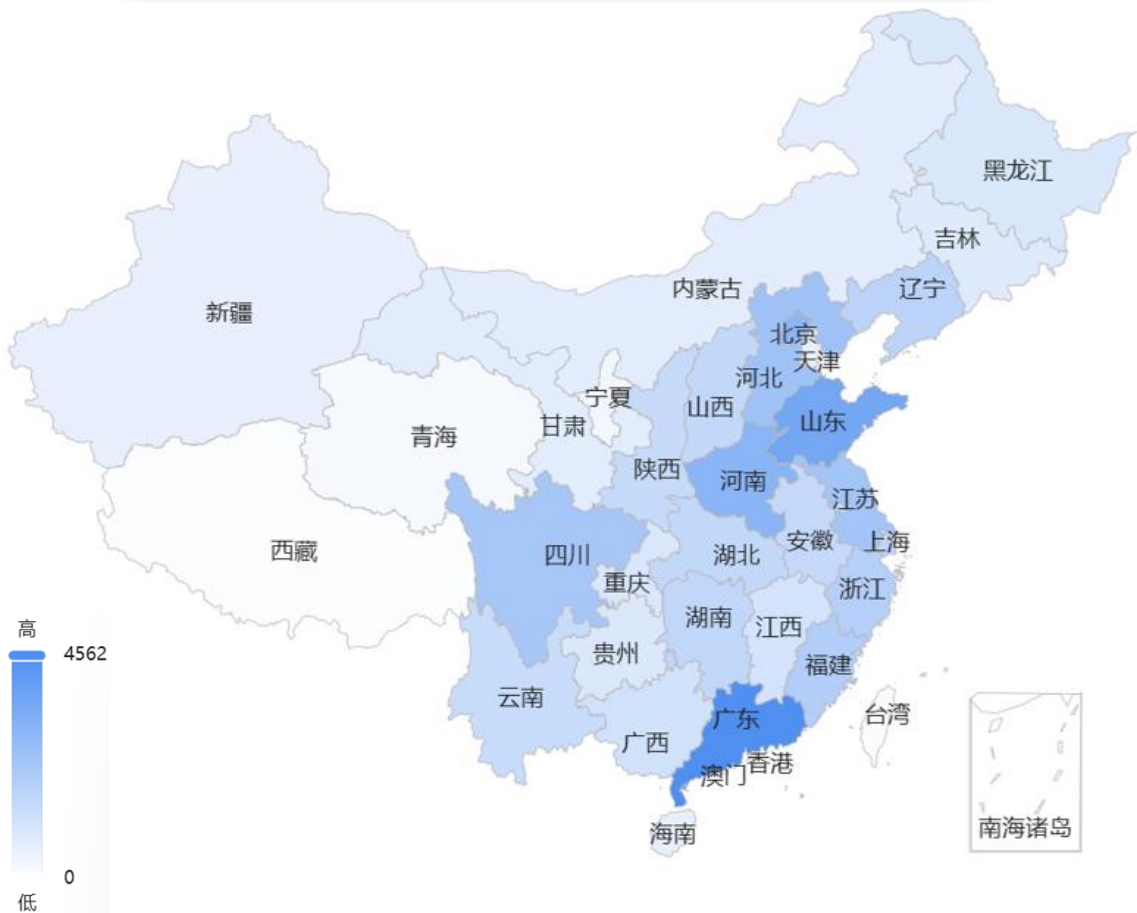 黑龙江
吉林
辽宁
内蒙古
新疆
北京
天津
河北
山西
山东
宁夏
甘肃
青海
陕西
河南
江苏
安徽
上海
西藏
四川
湖北
重庆
浙江
湖南
江西
贵州
福建
云南
广东
广西
台湾
香港
澳门
海南
南海诸岛
高
4562
0
低